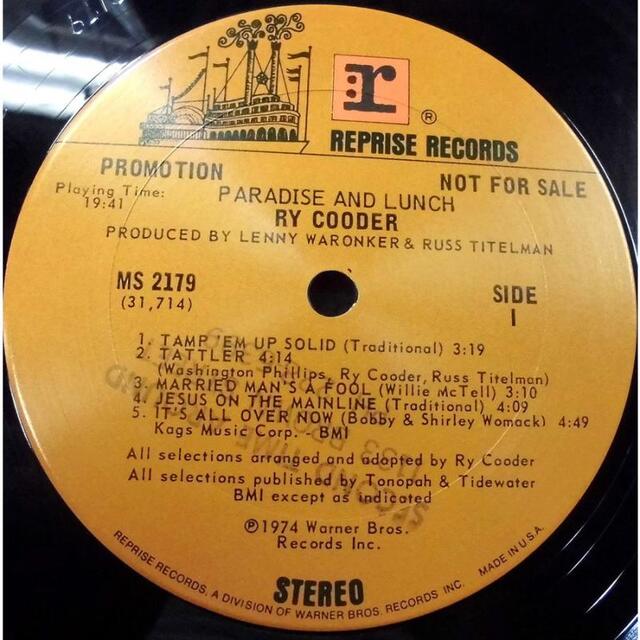 r
®
REPRISE RECORDS
PROMOTION
NOT FOR SALE
Playing Time:
19:41
PARADISE AND LUNCH
RY COODER
PRODUCED BY LENNY WARONKER & RUSS TITELMAN
MS 2179
(31,714)
SIDE
1
1. TAMP 'EM UP SOLID (Traditional) 3:19
2. TATTLER 4:14
(Washington Phillips, Ry Cooder, Russ Titelman)
3. MARRIED MAN'S A FOOL (Willie McTell) 3:10
4. JESUS ON THE MAINLINE (Traditional) 4:09
5. IT'S ALL OVER NOW (Bobby & Shirley Womack) 4:49
Kags Music Corp. - BMI
All selections arranged and adopted by Ry Cooder
All selections published by Tonopah & Tidewater
BMI except as indicated
℗1974 Warner Bros.
Records Inc.
STEREO
REPRISE RECORDS, A DIVISION OF WARNER BROS. RECORDS INC. MADE IN U.S.A.